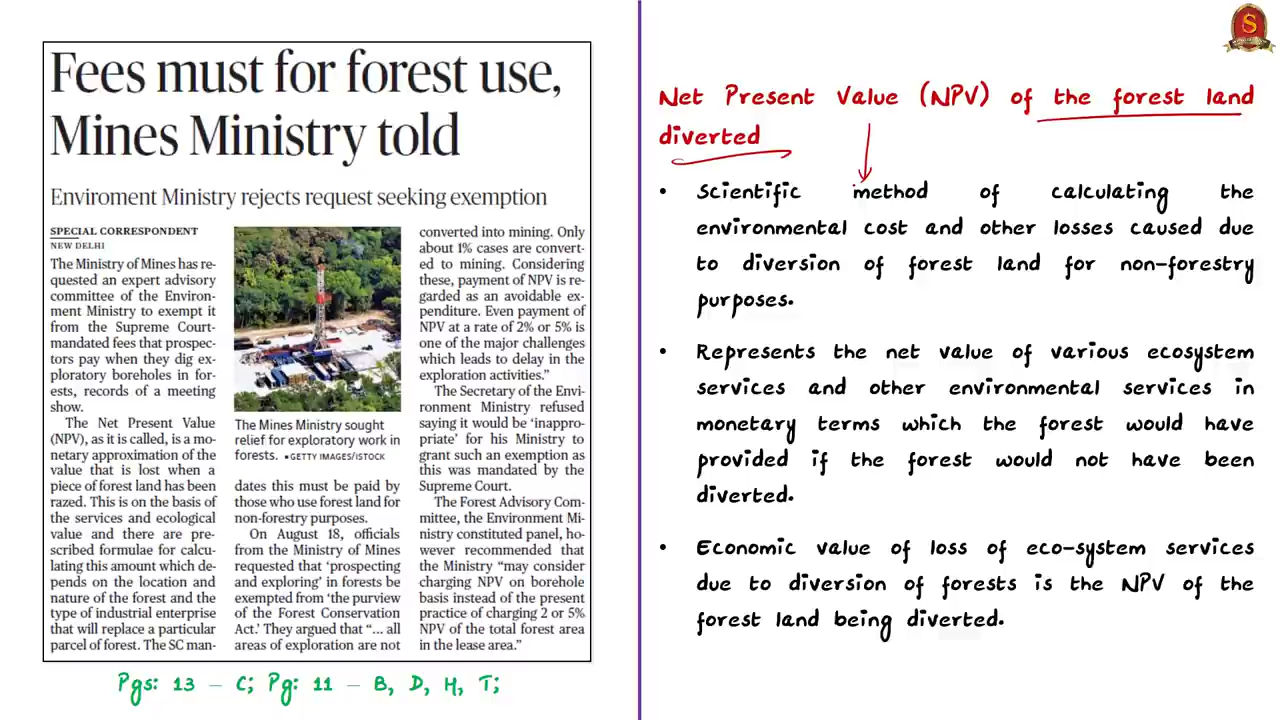 Fees must for forest use,
Mines Ministry told
Enviroment Ministry rejects request seeking exemption
SPECIAL CORRESPONDENT
NEW DELHI
The Ministry of Mines has re-
quested an expert advisory
committee of the Environ-
ment Ministry to exempt it
from the Supreme Court-
mandated fees that prospec-
tors pay when they dig ex-
ploratory boreholes in for-
ests, records of a meeting
show.
The Net Present Value
(NPV), as it is called, is a mo-
netary approximation of the
value that is lost when a
piece of forest land has been
razed. This is on the basis of
the services and ecological
value and there are pre-
scribed formulae for calcu-
lating this amount which de-
pends on the location and
nature of the forest and the
type of industrial enterprise
that will replace a particular
parcel of forest. The SC man-
The Mines Ministry sought
relief for exploratory work in
forests. ▪GETTY IMAGES/ISTOCK
dates this must be paid by
those who use forest land for
non-forestry purposes.
On August 18, officials
from the Ministry of Mines
requested that ‘prospecting
and exploring’ in forests be
exempted from ‘the purview
of the Forest Conservation
Act.’ They argued that “... all
areas of exploration are not
converted into mining. Only
about 1% cases are convert-
ed to mining. Considering
these, payment of NPV is re-
garded as an avoidable ex-
penditure. Even payment of
NPV at a rate of 2% or 5% is
one of the major challenges
which leads to delay in the
exploration activities.”
The Secretary of the Envi-
ronment Ministry refused
saying it would be ‘inappro-
priate’ for his Ministry to
grant such an exemption as
this was mandated by the
Supreme Court.
The Forest Advisory Com-
mittee, the Environment Mi-
nistry constituted panel, ho-
wever recommended that
the Ministry “may consider
charging NPV on borehole
basis instead of the present
practice of charging 2 or 5%
NPV of the total forest area
in the lease area.”
Pgs: 13 – C; Pg: 11 – B, D, H, T;
Net Present Value (NPV) of the forest land
diverted
• Scientific method of calculating the
environmental cost and other losses caused due
to diversion of forest land for non-forestry
purposes.
• Represents the net value of various ecosystem
services and other environmental services in
monetary terms which the forest would have
provided if the forest would not have been
diverted.
• Economic value of loss of eco-system services
due to diversion of forests is the NPV of the
forest land being diverted.
S